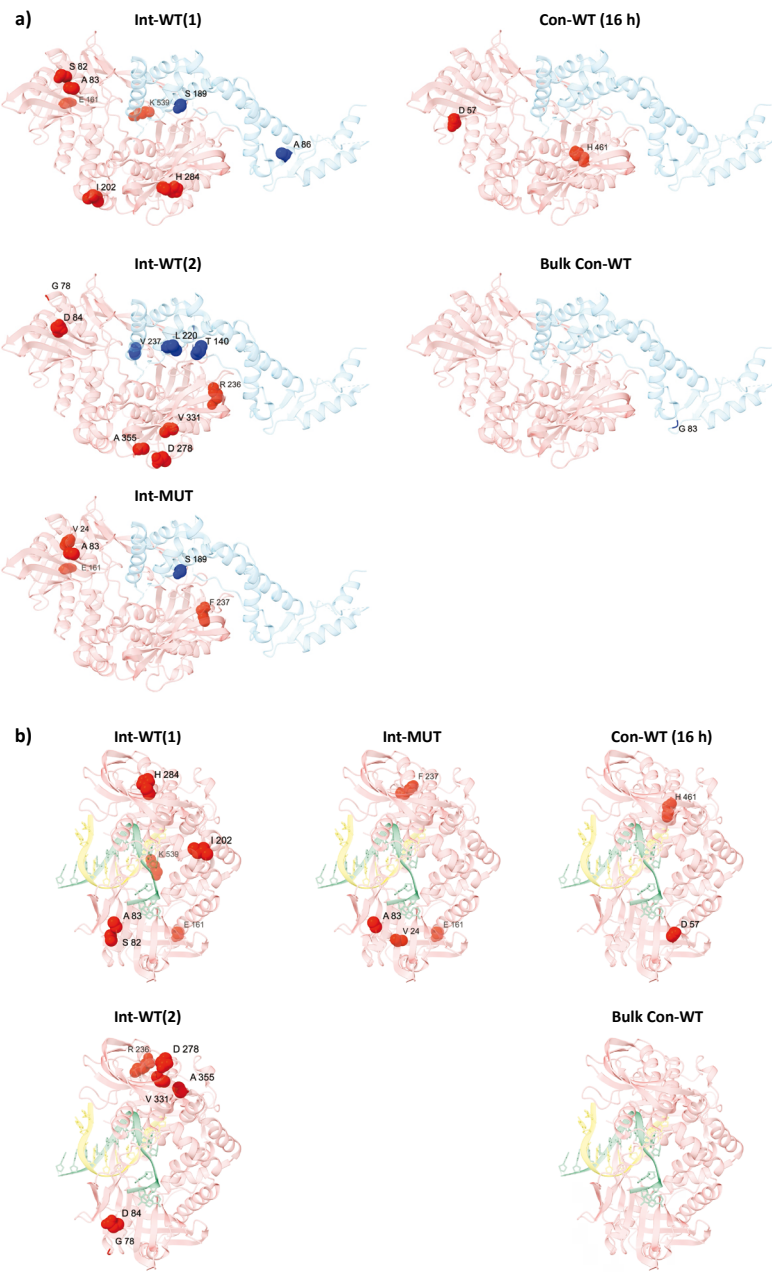 a)
Int-WT(1)
Con-WT (16 h)
S 82
A 83
E 161
K 539
S 189
A 86
I 202
H 284
D 57
H 461
Int-WT(2)
Bulk Con-WT
G 78
D 84
V 237
L 220
T 140
R 236
V 331
A 355
D 278
G 83
Int-MUT
V 24
A 83
E 161
S 189
F 237
b)
Int-WT(1)
Int-MUT
Con-WT (16 h)
H 284
K 539
I 202
A 83
S 82
E 161
F 237
A 83
V 24
E 161
H 461
D 57
Int-WT(2)
Bulk Con-WT
R 236
D 278
A 355
V 331
D 84
G 78